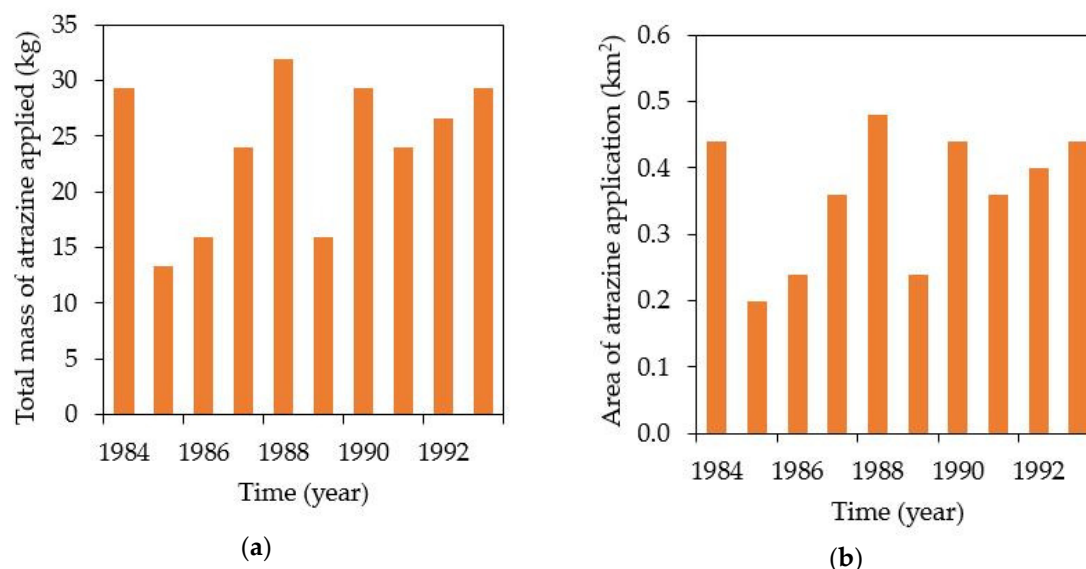 Total mass of atrazine applied (kg)
35
30
25
20
15
10
5
0
1984 1986 1988 1990 1992
Time (year)
(a)
Area of atrazine application (km²)
0.6
0.5
0.4
0.3
0.2
0.1
0.0
1984 1986 1988 1990 1992
Time (year)
(b)